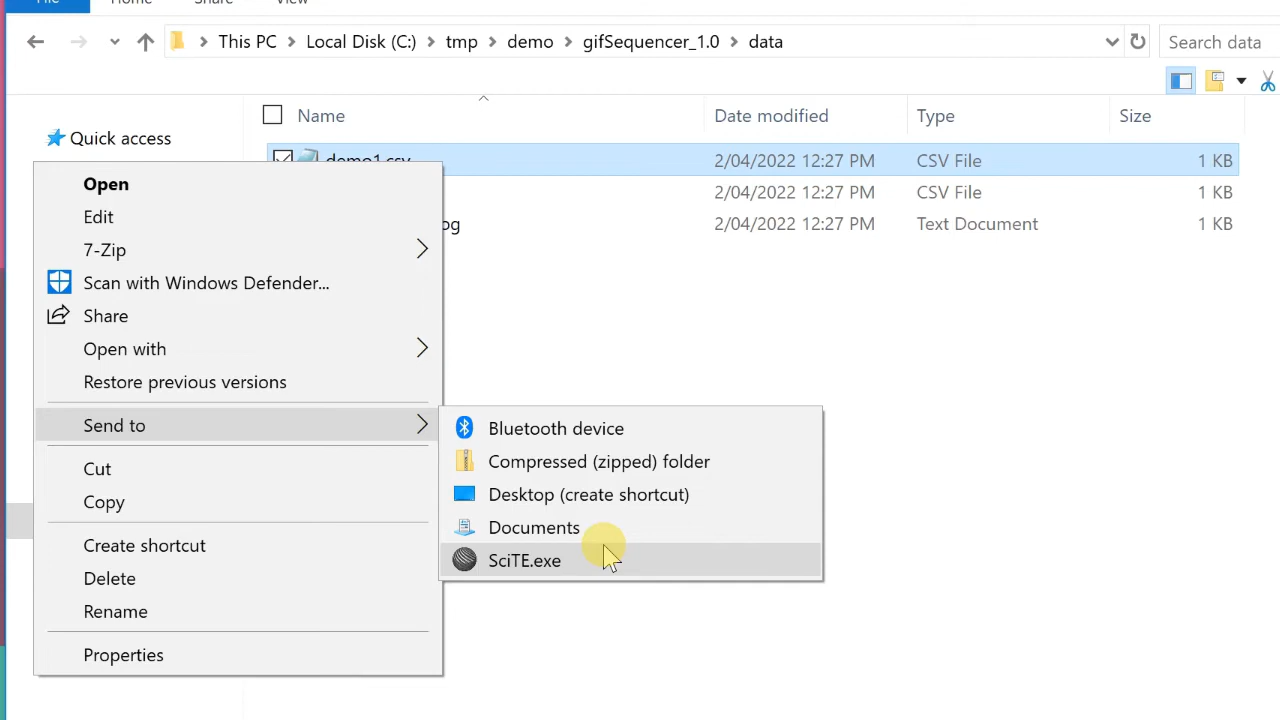 File Home Share View
This PC Local Disk (C:) tmp demo gifSequencer_1.0 data Search data
Name Date modified Type Size
Quick access
demo1.csv 2/04/2022 12:27 PM CSV File 1 KB
2/04/2022 12:27 PM CSV File 1 KB
og 2/04/2022 12:27 PM Text Document 1 KB
Open
Edit
7-Zip
Scan with Windows Defender...
Share
Open with
Restore previous versions
Send to
Cut
Copy
Create shortcut
Delete
Rename
Properties
Bluetooth device
Compressed (zipped) folder
Desktop (create shortcut)
Documents
SciTE.exe